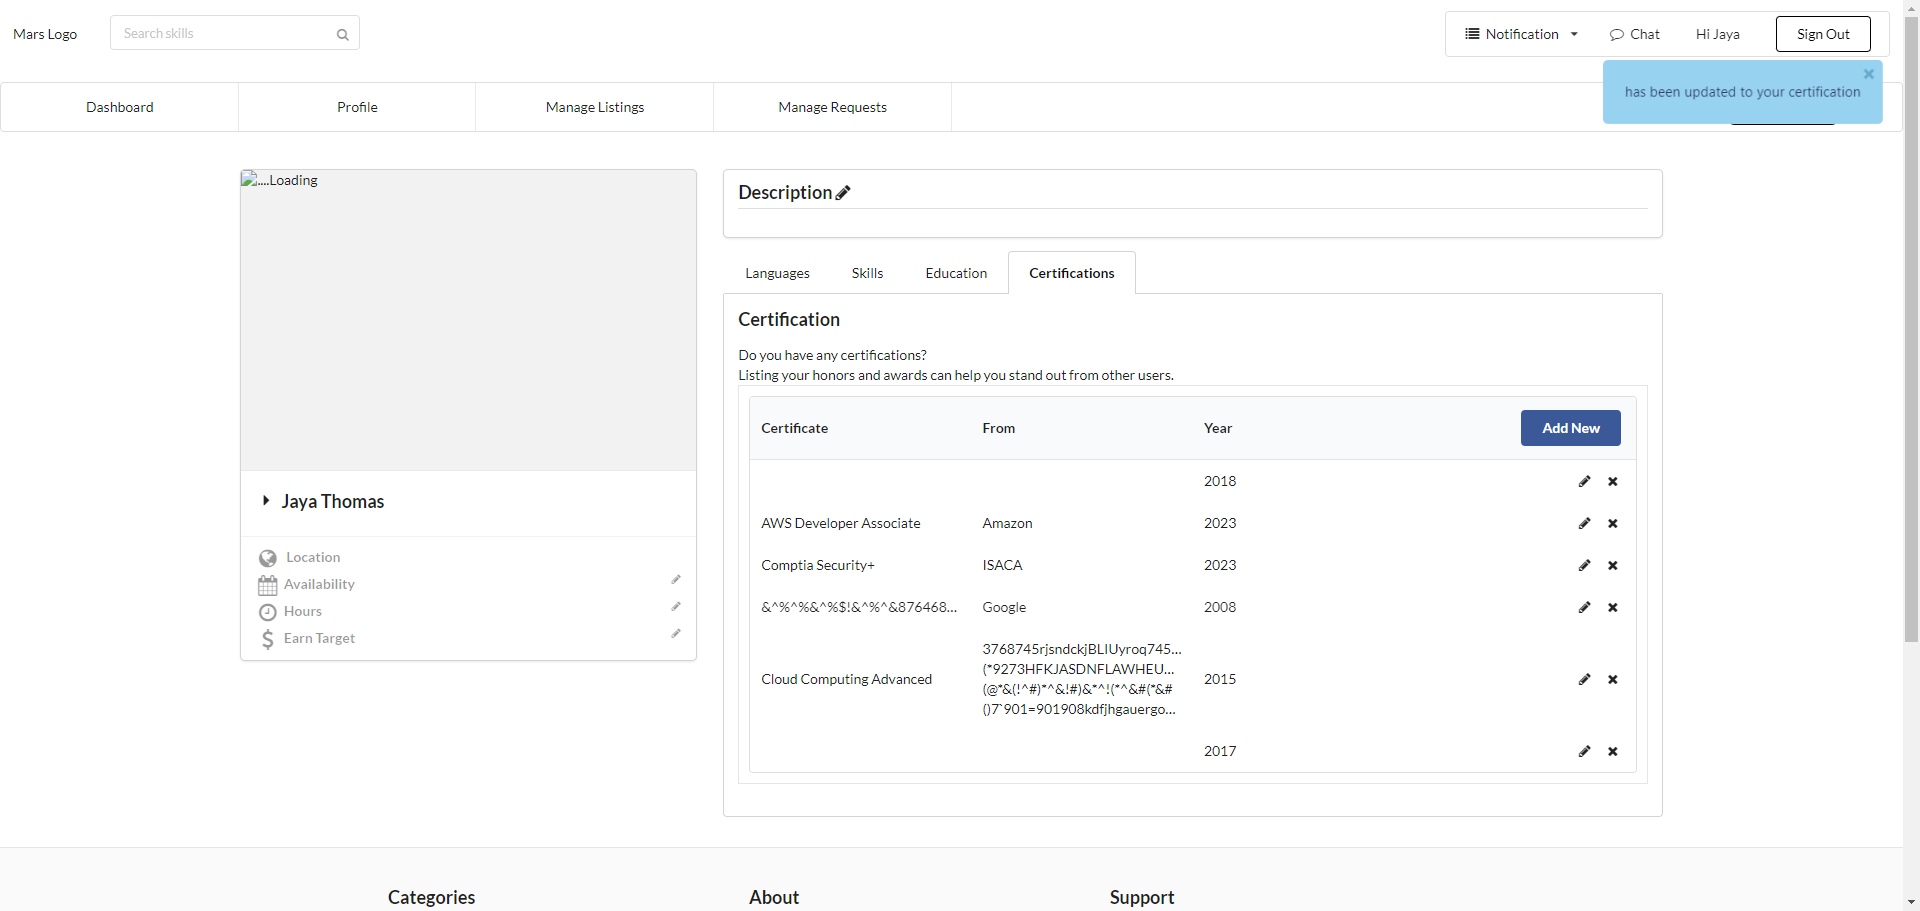 Mars Logo
Search skills
Notification
Chat
Hi Jaya
Sign Out
has been updated to your certification
Dashboard
Profile
Manage Listings
Manage Requests
....Loading
Jaya Thomas
Location
Availability
Hours
Earn Target
Description
Languages
Skills
Education
Certifications
Certification
Do you have any certifications?
Listing your honors and awards can help you stand out from other users.
Certificate From Year Add New
2018
AWS Developer Associate Amazon 2023
Comptia Security+ ISACA 2023
&^%^%&^%$!&^%^&876468... Google 2008
3768745rjsndckjBLIUyroq745...
(*9273HFKJASDNFLAWHEU...
Cloud Computing Advanced 2015
(@*&(!^#)*^&!#)&*^!(*^&#(*&#
()7`901=901908kdfjhgauergo...
2017
Categories
About
Support